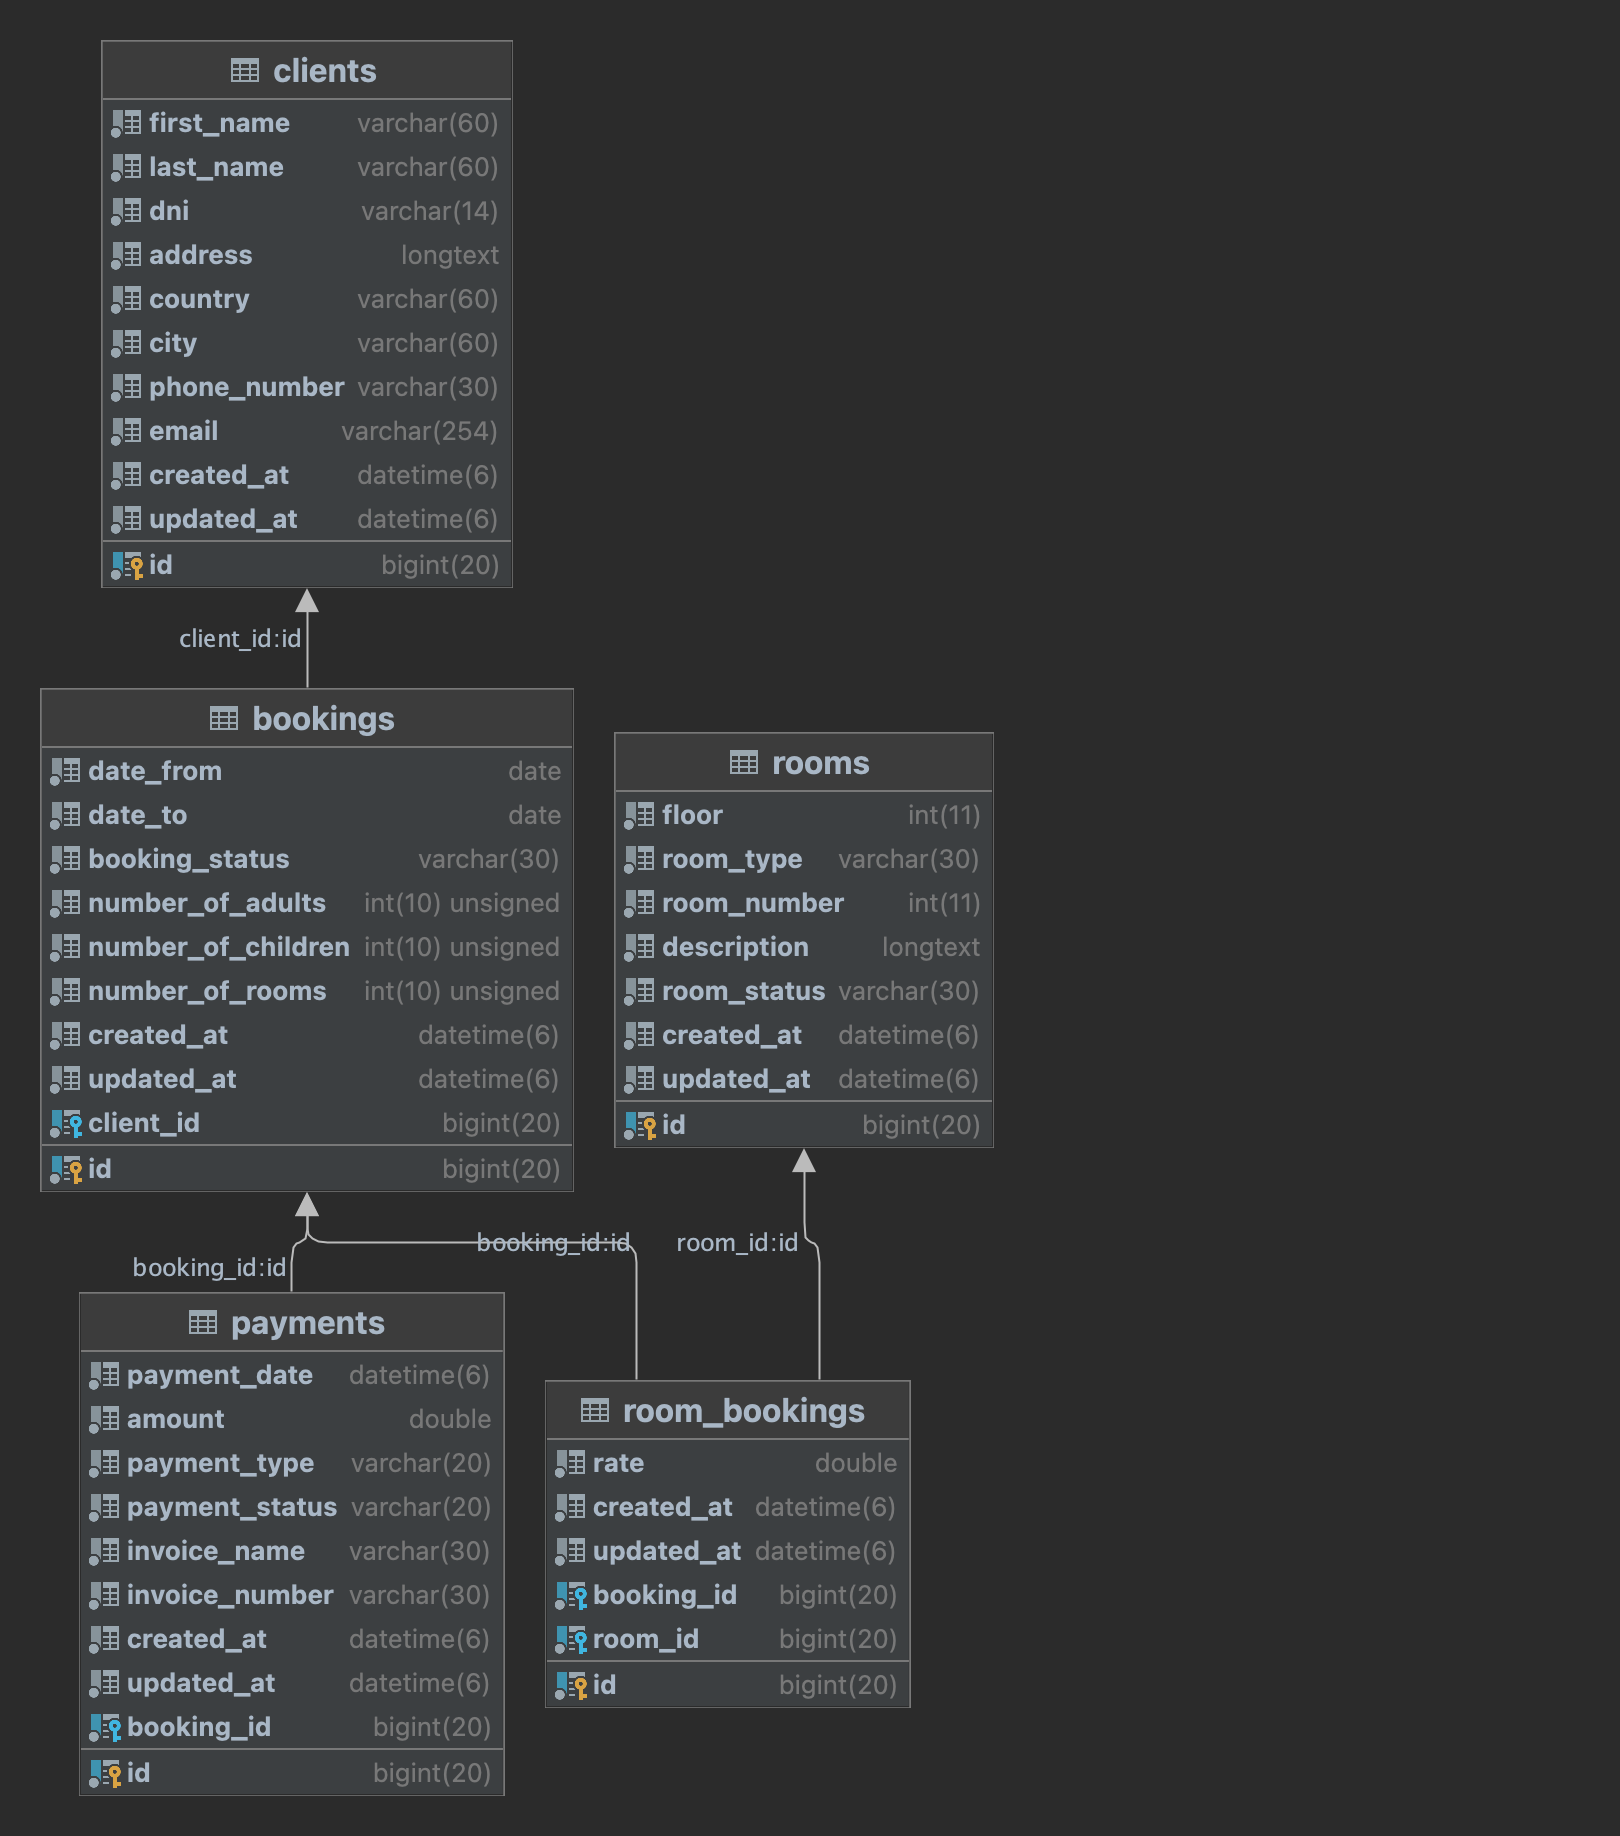 clients
first_name varchar(60)
last_name varchar(60)
dni varchar(14)
address longtext
country varchar(60)
city varchar(60)
phone_number varchar(30)
email varchar(254)
created_at datetime(6)
updated_at datetime(6)
id bigint(20)
client_id:id
bookings
date_from date
date_to date
booking_status varchar(30)
number_of_adults int(10) unsigned
number_of_children int(10) unsigned
number_of_rooms int(10) unsigned
created_at datetime(6)
updated_at datetime(6)
client_id bigint(20)
id bigint(20)
rooms
floor int(11)
room_type varchar(30)
room_number int(11)
description longtext
room_status varchar(30)
created_at datetime(6)
updated_at datetime(6)
id bigint(20)
booking_id:id
booking_id:id
room_id:id
payments
payment_date datetime(6)
amount double
payment_type varchar(20)
payment_status varchar(20)
invoice_name varchar(30)
invoice_number varchar(30)
created_at datetime(6)
updated_at datetime(6)
booking_id bigint(20)
id bigint(20)
room_bookings
rate double
created_at datetime(6)
updated_at datetime(6)
booking_id bigint(20)
room_id bigint(20)
id bigint(20)